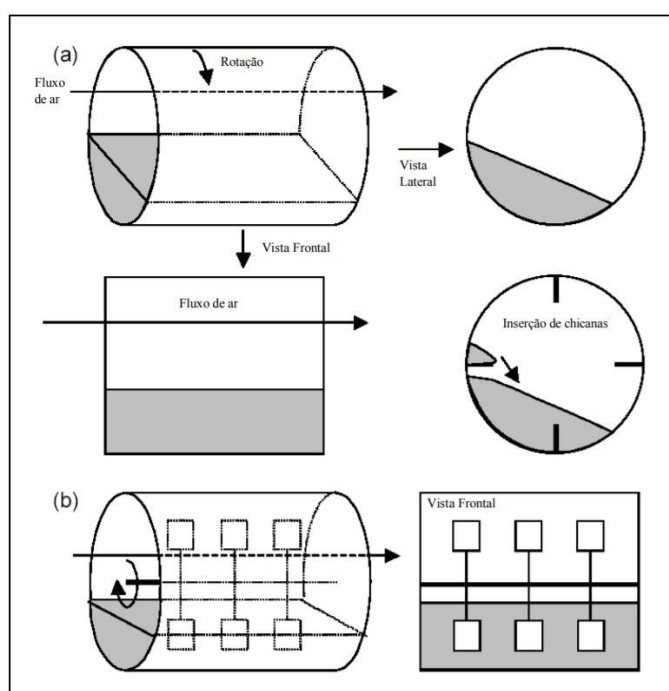 (a)
Rotação
Fluxo
de ar
Vista
Lateral
Vista Frontal
Fluxo de ar
Inserção de chicanas
(b)
Vista Frontal